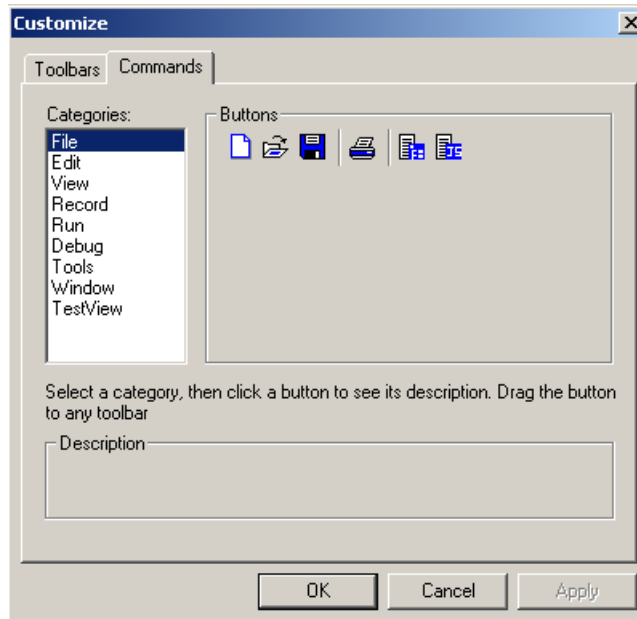 Customize
Toolbars
Commands
Categories:
File
Edit
View
Record
Run
Debug
Tools
Window
TestView
Buttons
Select a category, then click a button to see its description. Drag the button
to any toolbar
Description
OK
Cancel
Apply